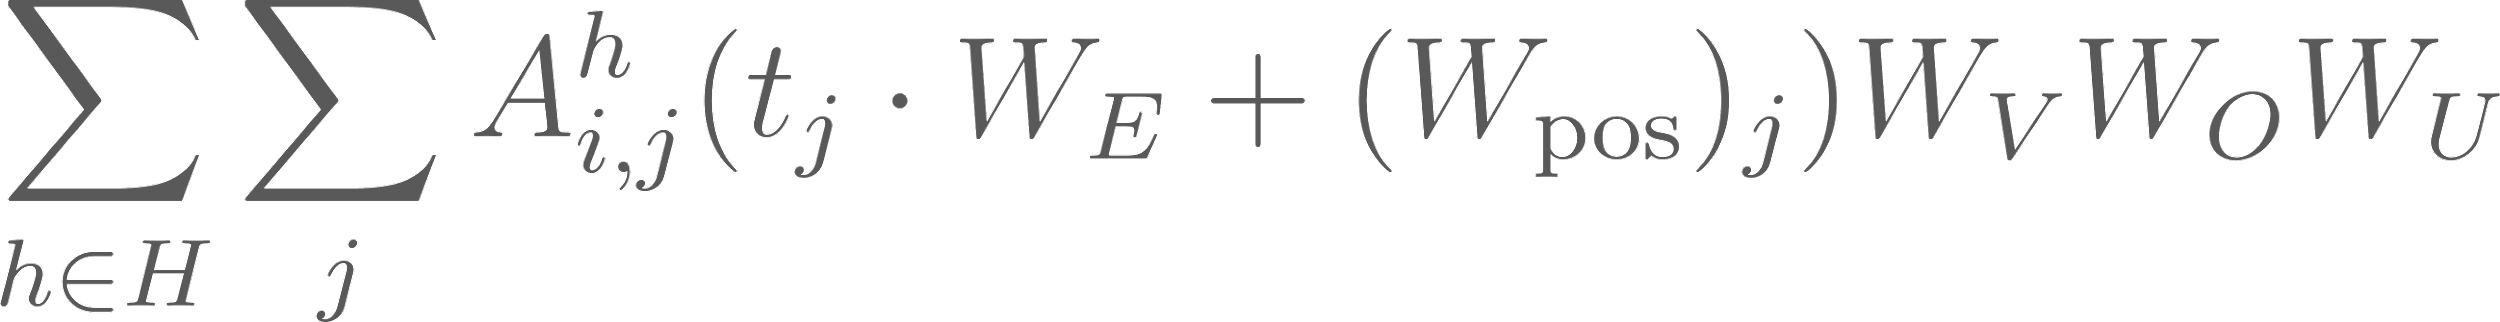 \sum_{h \in H} \sum_{j} A^{h}_{i,j} (t_j \cdot W_E + (W_{\text{pos}})_j) W_V W_O W_U